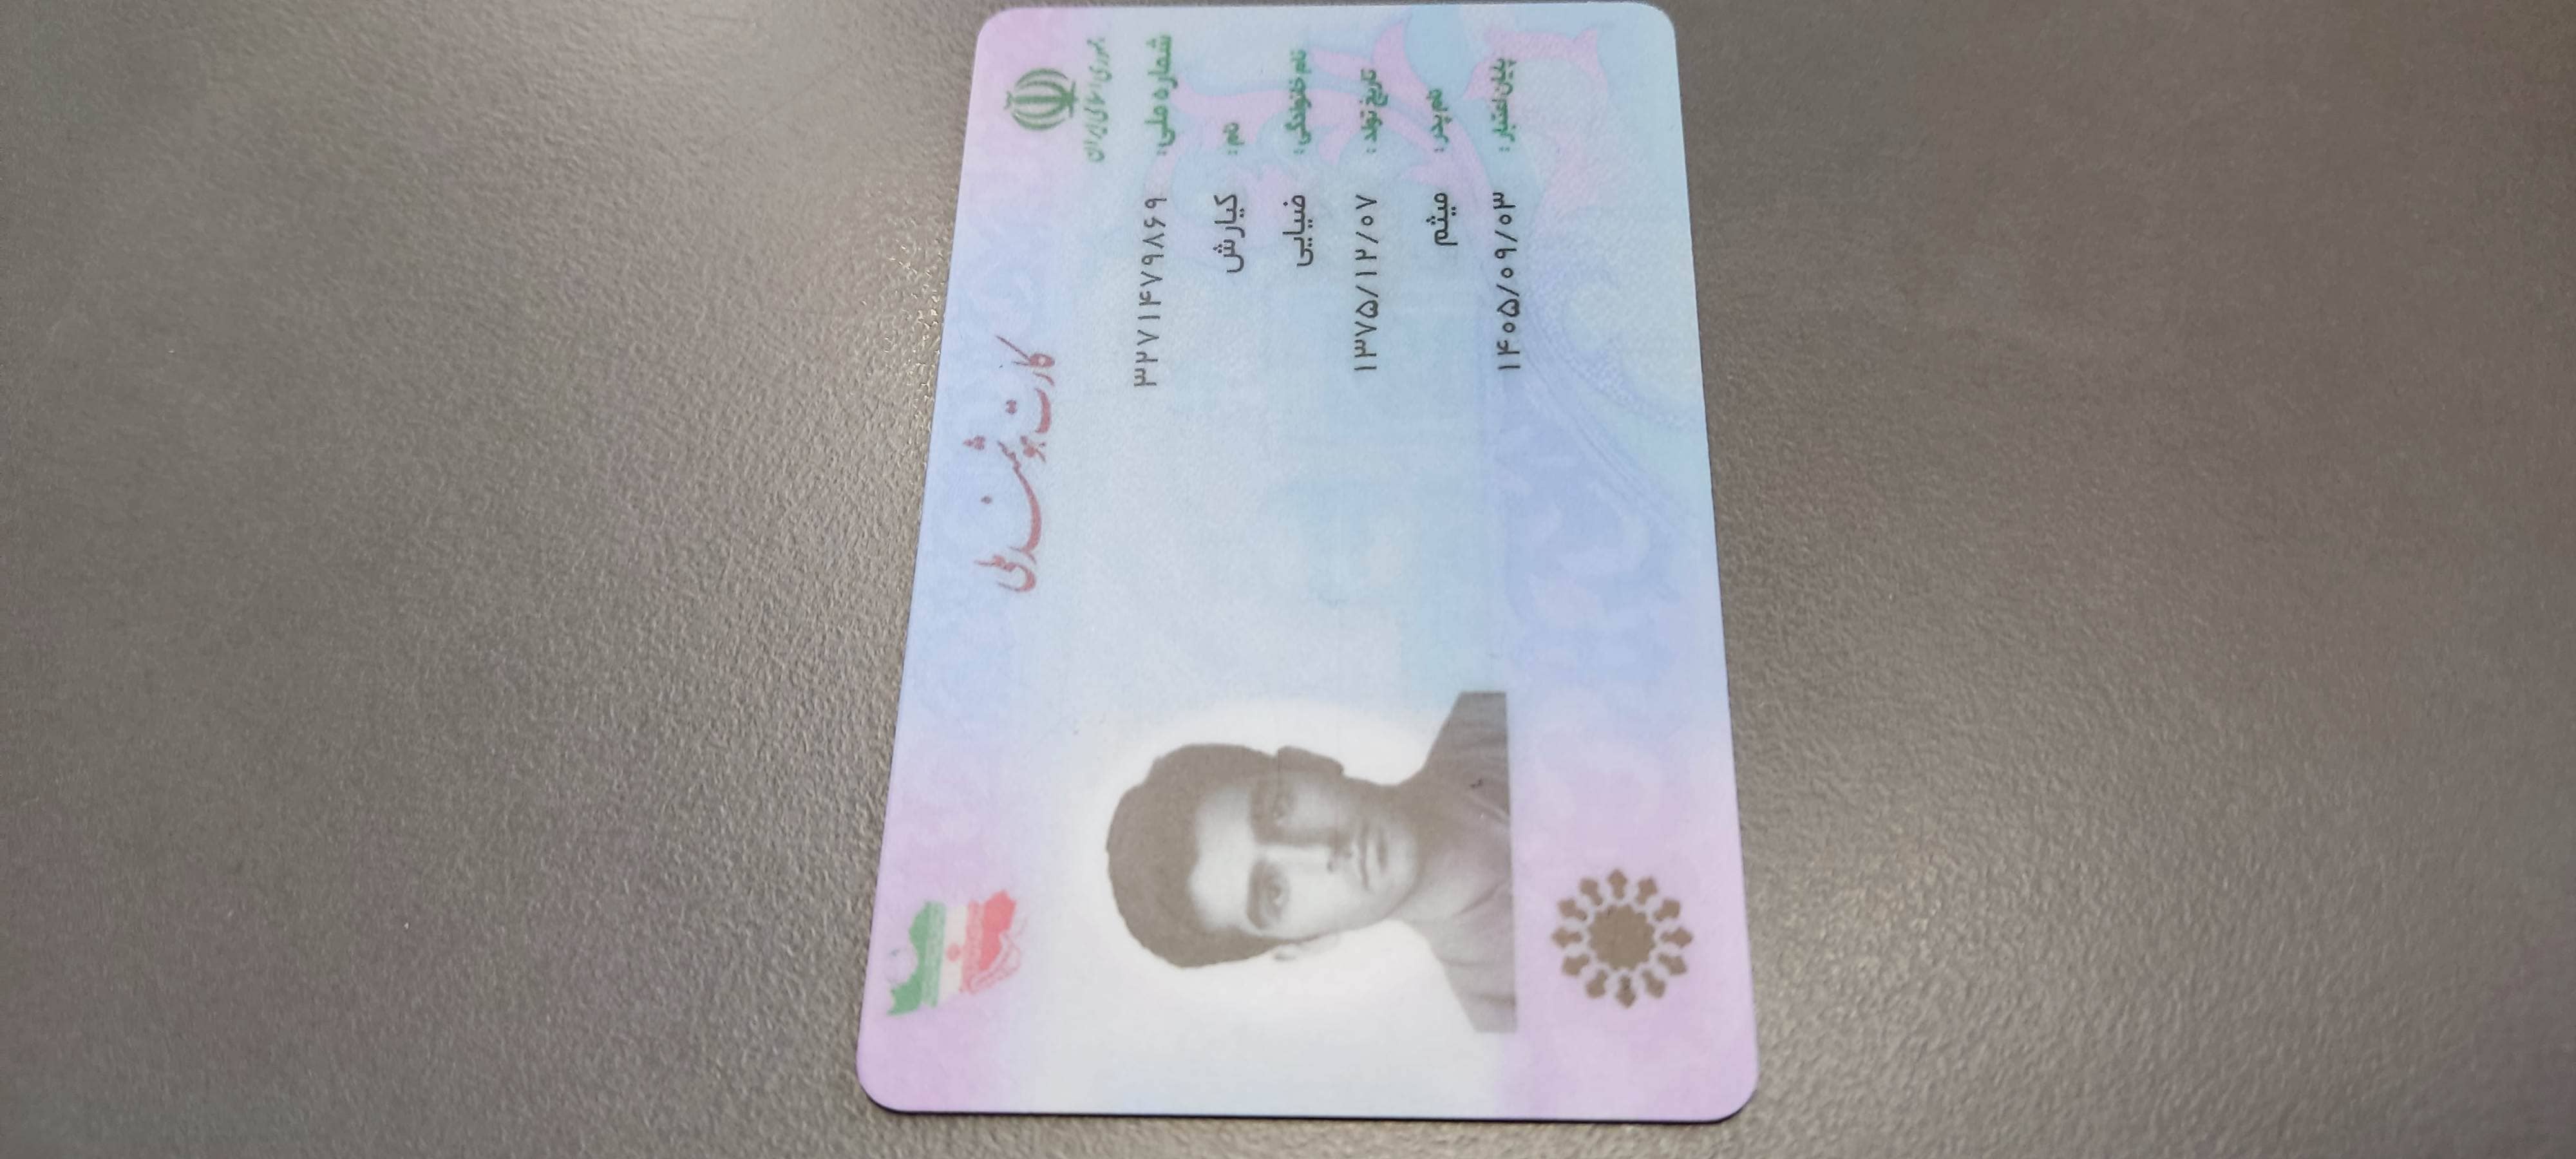 جمهوری اسلامی ایران
کارت هوشمند ملی
شماره ملی: ۳۲۷۱۴۷۹۸۶۹
نام: کیارش
نام خانوادگی: ضیایی
تاریخ تولد: ۱۳۷۵/۱۲/۰۷
نام پدر: میثم
پایان اعتبار: ۱۴۰۵/۰۹/۰۳